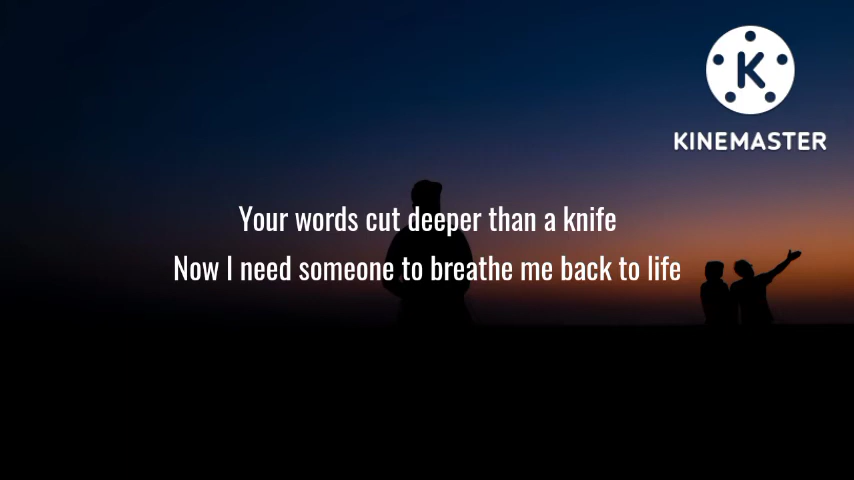 K
KINEMASTER
Your words cut deeper than a knife
Now I need someone to breathe me back to life